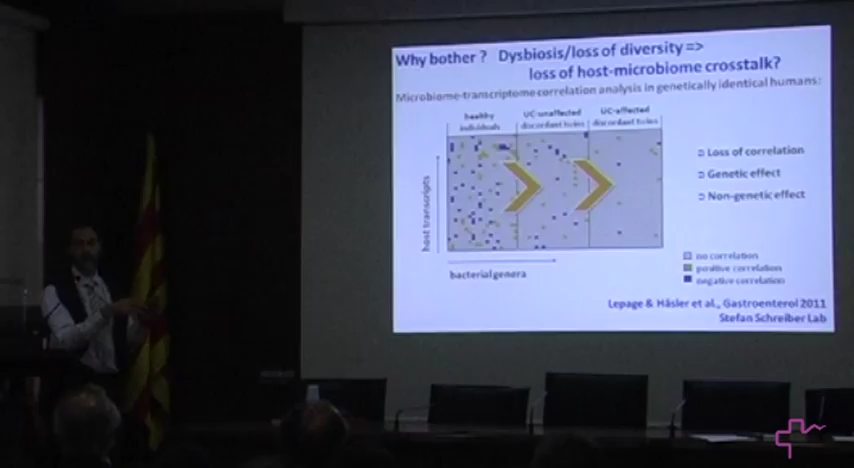 Why bother ? Dysbiosis/loss of diversity =>
loss of host-microbiome crosstalk?
Microbiome-transcriptome correlation analysis in genetically identical humans:
healthy individuals
UC-unaffected discordant twins
UC-affected discordant twins
host transcripts
bacterial genera
Loss of correlation
Genetic effect
Non-genetic effect
no correlation
positive correlation
negative correlation
Lepage & Häsler et al., Gastroenterol 2011
Stefan Schreiber Lab